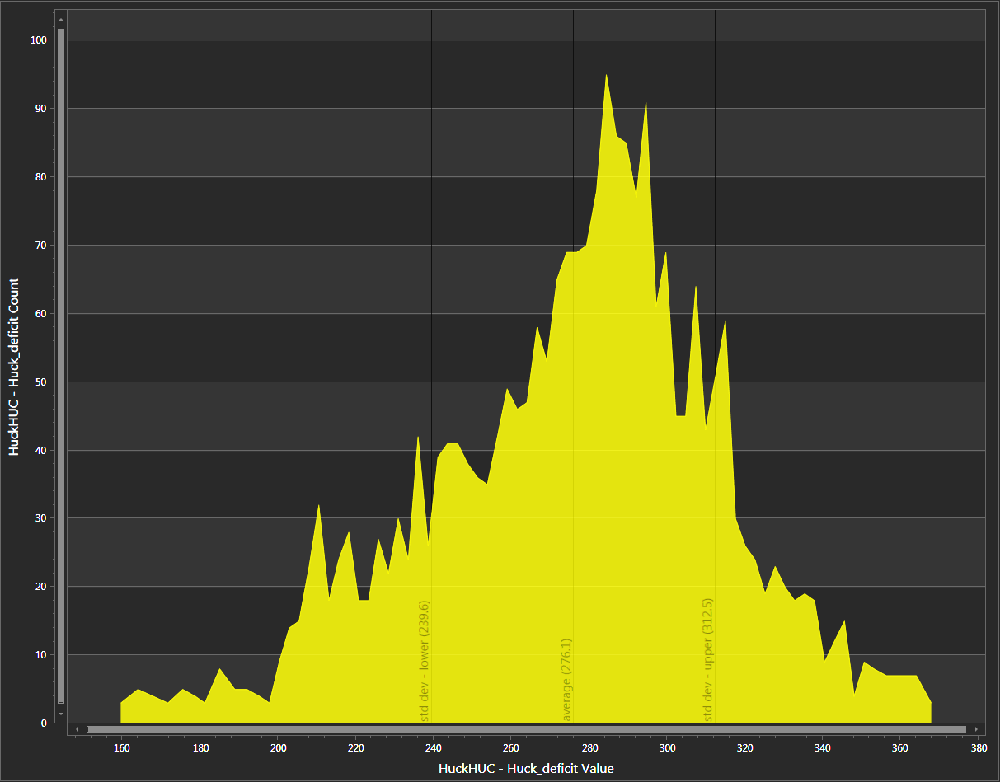 100
90
80
70
60
50
40
30
20
10
0
HuckHUC - Huck_deficit Count
std dev - lower (239.6)
average (276.1)
std dev - upper (312.5)
160 180 200 220 240 260 280 300 320 340 360 380
HuckHUC - Huck_deficit Value